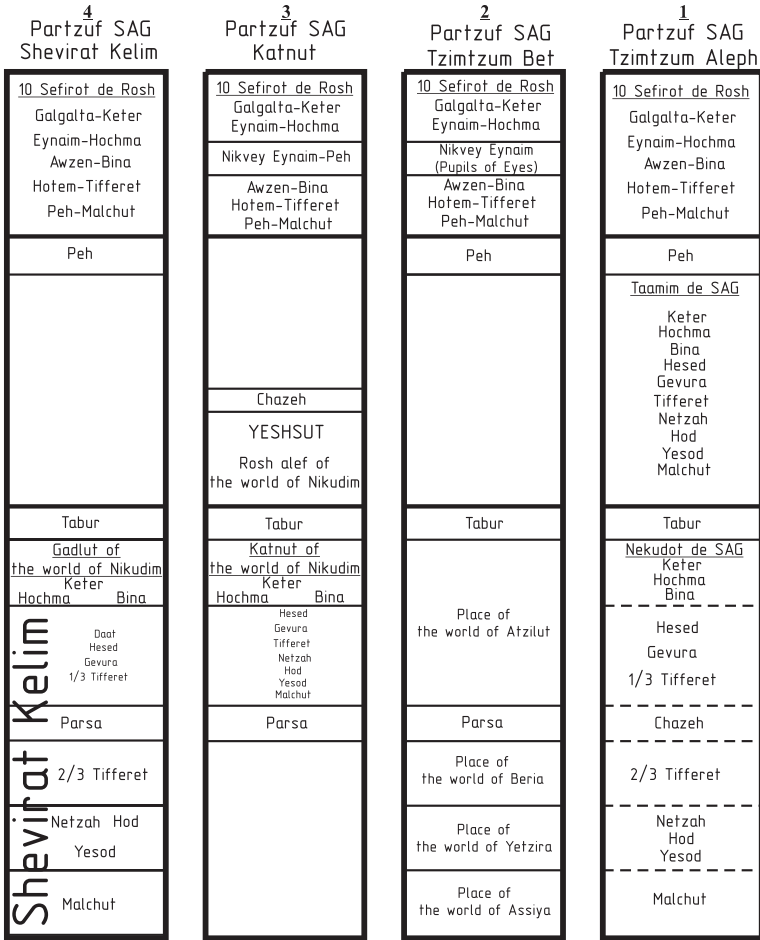 4
Partzuf SAG
Shevirat Kelim
10 Sefirot de Rosh
Galgalta-Keter
Eynaim-Hochma
Awzen-Bina
Hotem-Tifferet
Peh-Malchut
Peh
Tabur
Gadlut of
the world of Nikudim
Keter
Hochma Bina
Shevirat Kelim
Daat
Hesed
Gevura
1/3 Tifferet
Parsa
2/3 Tifferet
Netzah Hod
Yesod
Malchut
3
Partzuf SAG
Katnut
10 Sefirot de Rosh
Galgalta-Keter
Eynaim-Hochma
Nikvey Eynaim-Peh
Awzen-Bina
Hotem-Tifferet
Peh-Malchut
Chazeh
YESHSUT
Rosh alef of
the world of Nikudim
Tabur
Katnut of
the world of Nikudim
Keter
Hochma Bina
Hesed
Gevura
Tifferet
Netzah
Hod
Yesod
Malchut
Parsa
2
Partzuf SAG
Tzimtzum Bet
10 Sefirot de Rosh
Galgalta-Keter
Eynaim-Hochma
Nikvey Eynaim
(Pupils of Eyes)
Awzen-Bina
Hotem-Tifferet
Peh-Malchut
Peh
Tabur
Place of
the world of Atzilut
Parsa
Place of
the world of Beria
Place of
the world of Yetzira
Place of
the world of Assiya
1
Partzuf SAG
Tzimtzum Aleph
10 Sefirot de Rosh
Galgalta-Keter
Eynaim-Hochma
Awzen-Bina
Hotem-Tifferet
Peh-Malchut
Peh
Taamim de SAG
Keter
Hochma
Bina
Hesed
Gevura
Tifferet
Netzah
Hod
Yesod
Malchut
Tabur
Nekudot de SAG
Keter
Hochma
Bina
Hesed
Gevura
1/3 Tifferet
Chazeh
2/3 Tifferet
Netzah
Hod
Yesod
Malchut